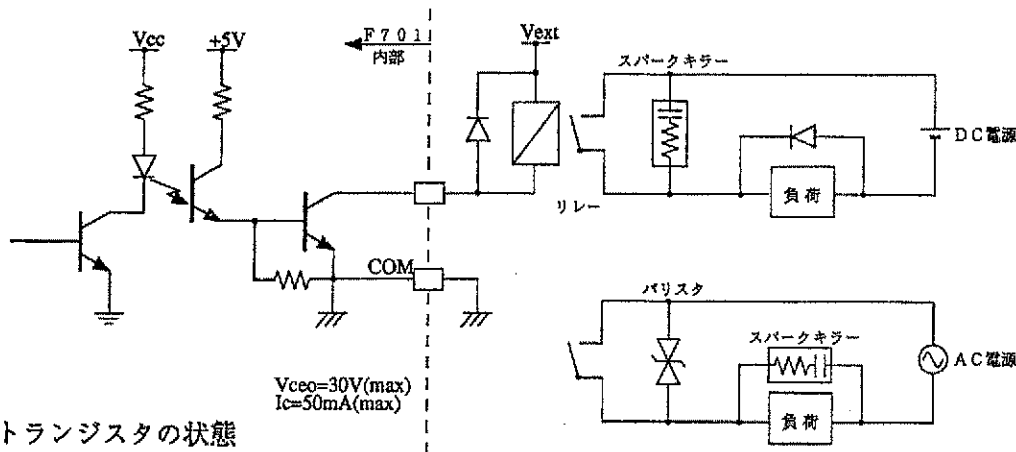 Vcc
+5V
F701
内部
Vext
スパークキラー
DC電源
負荷
リレー
COM
バリスタ
スパークキラー
AC電源
負荷
Vceo=30V(max)
Ic=50mA(max)
トランジスタの状態